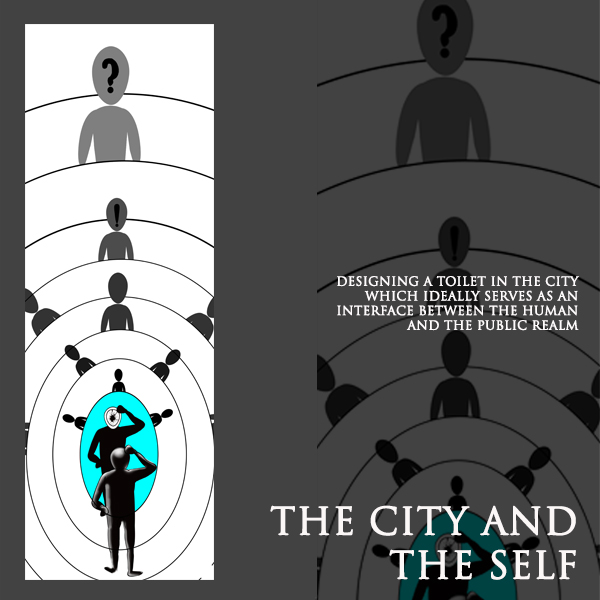 ?
!
DESIGNING A TOILET IN THE CITY
WHICH IDEALLY SERVES AS AN
INTERFACE BETWEEN THE HUMAN
AND THE PUBLIC REALM
THE CITY AND
THE SELF